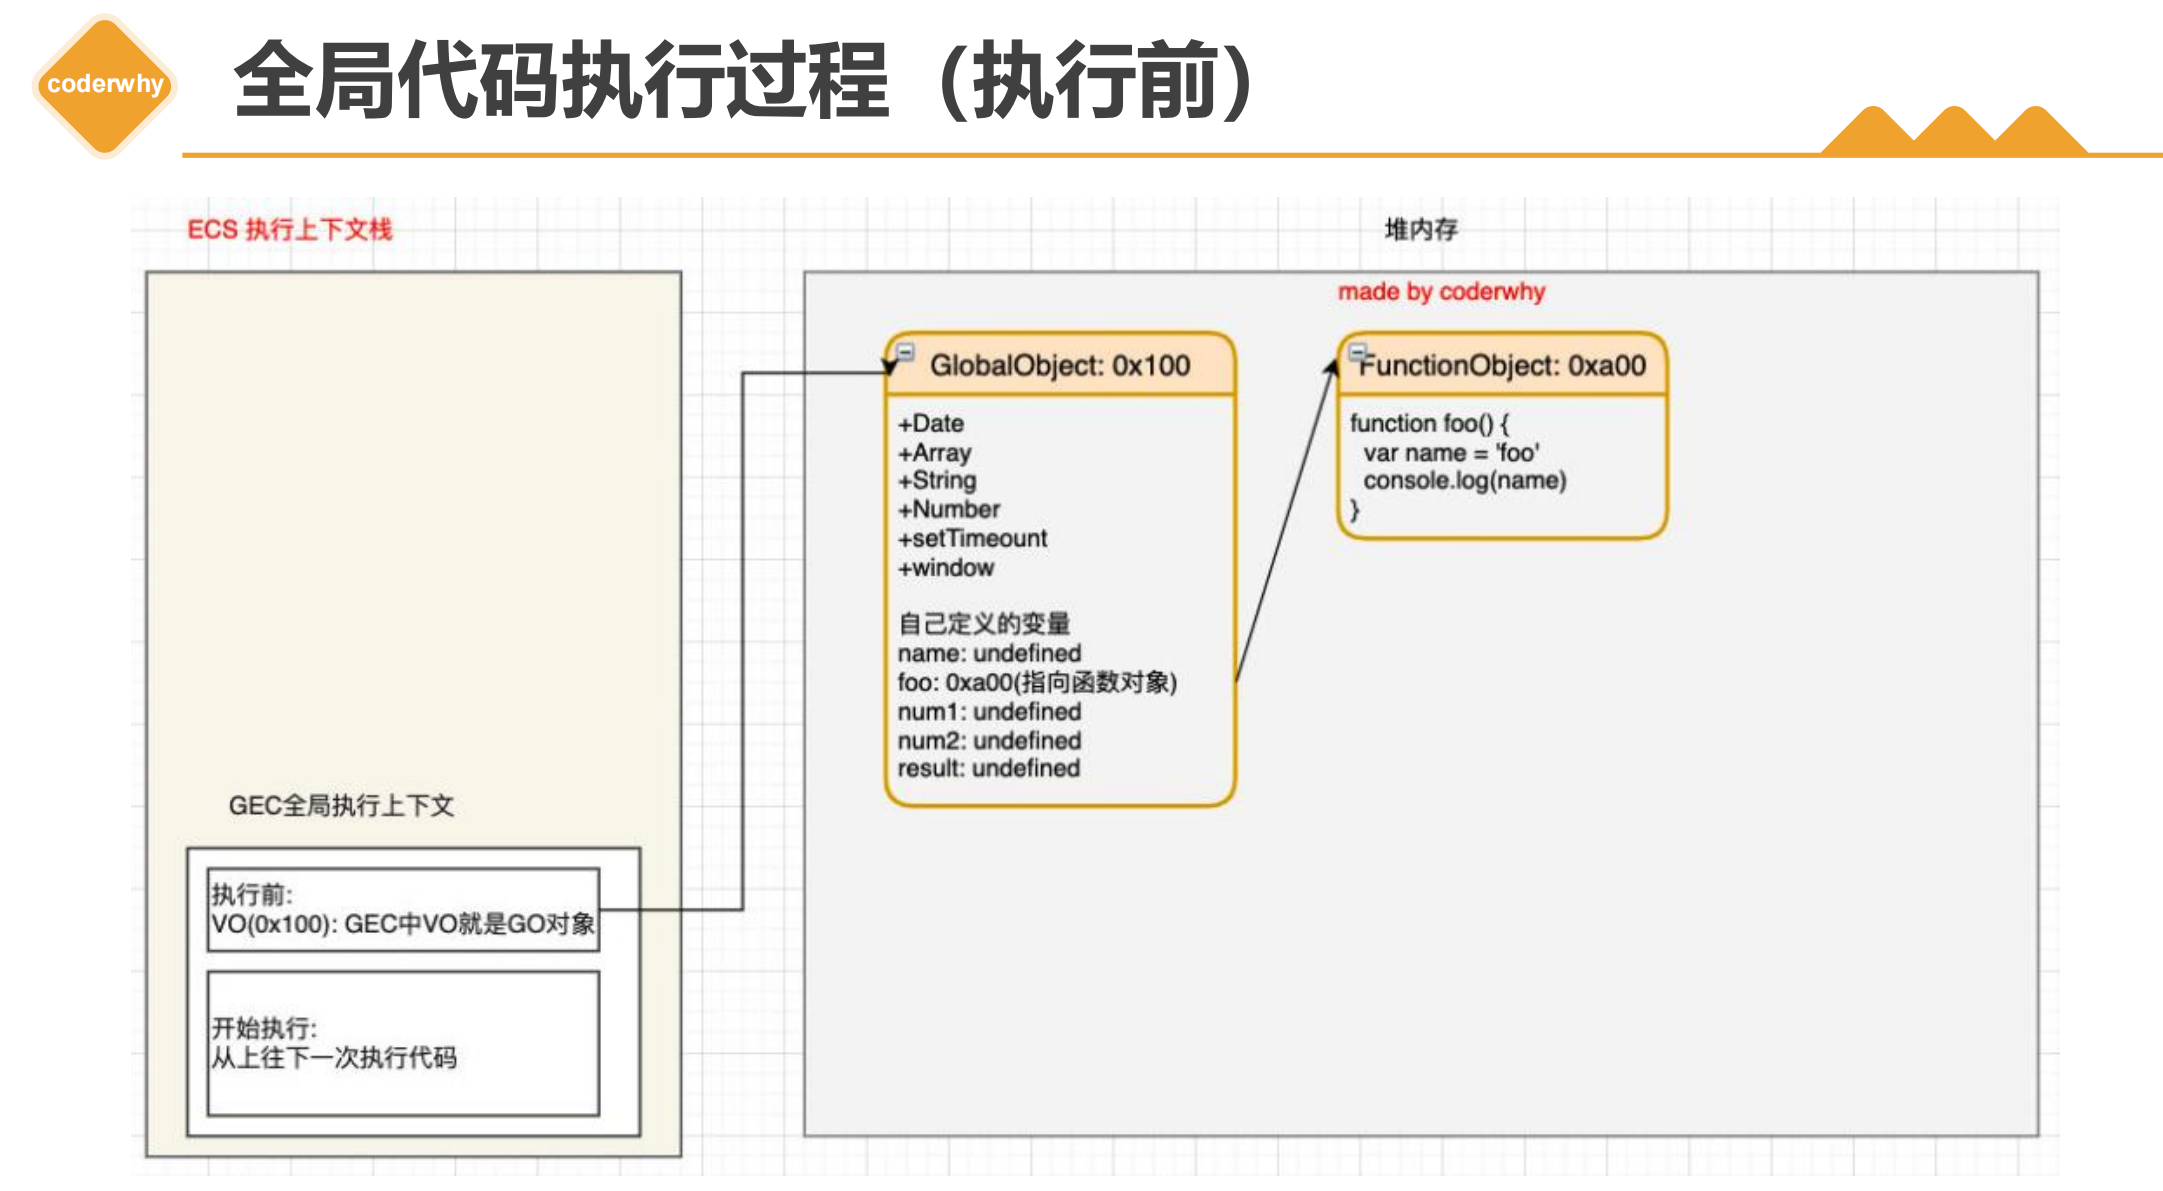 coderwhy
全局代码执行过程（执行前）
ECS 执行上下文栈
堆内存
made by coderwhy
GlobalObject: 0x100
+Date
+Array
+String
+Number
+setTimeount
+window
自己定义的变量
name: undefined
foo: 0xa00(指向函数对象)
num1: undefined
num2: undefined
result: undefined
FunctionObject: 0xa00
function foo() {
var name = 'foo'
console.log(name)
}
GEC全局执行上下文
执行前:
VO(0x100): GEC中VO就是GO对象
开始执行:
从上往下一次执行代码